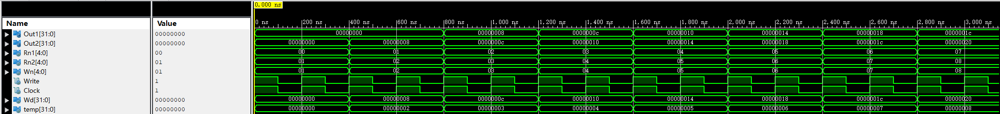 0.000 ns
Name Value
0 ns 200 ns 400 ns 600 ns 800 ns 1,000 ns 1,200 ns 1,400 ns 1,600 ns 1,800 ns 2,000 ns 2,200 ns 2,400 ns 2,600 ns 2,800 ns 3,000 ns
Out1[31:0] 00000000 00000000 00000008 0000000c 00000010 00000014 00000018 0000001c
Out2[31:0] 00000000 00000000 00000008 0000000c 00000010 00000014 00000018 0000001c 00000020
Rn1[4:0] 00 00 01 02 03 04 05 06 07
Rn2[4:0] 01 01 02 03 04 05 06 07 08
Wn[4:0] 01 01 02 03 04 05 06 07 08
Write 1
Clock 1
Wd[31:0] 00000000 00000000 00000008 0000000c 00000010 00000014 00000018 0000001c 00000020
temp[31:0] 00000000 00000000 00000002 00000003 00000004 00000005 00000006 00000007 00000008